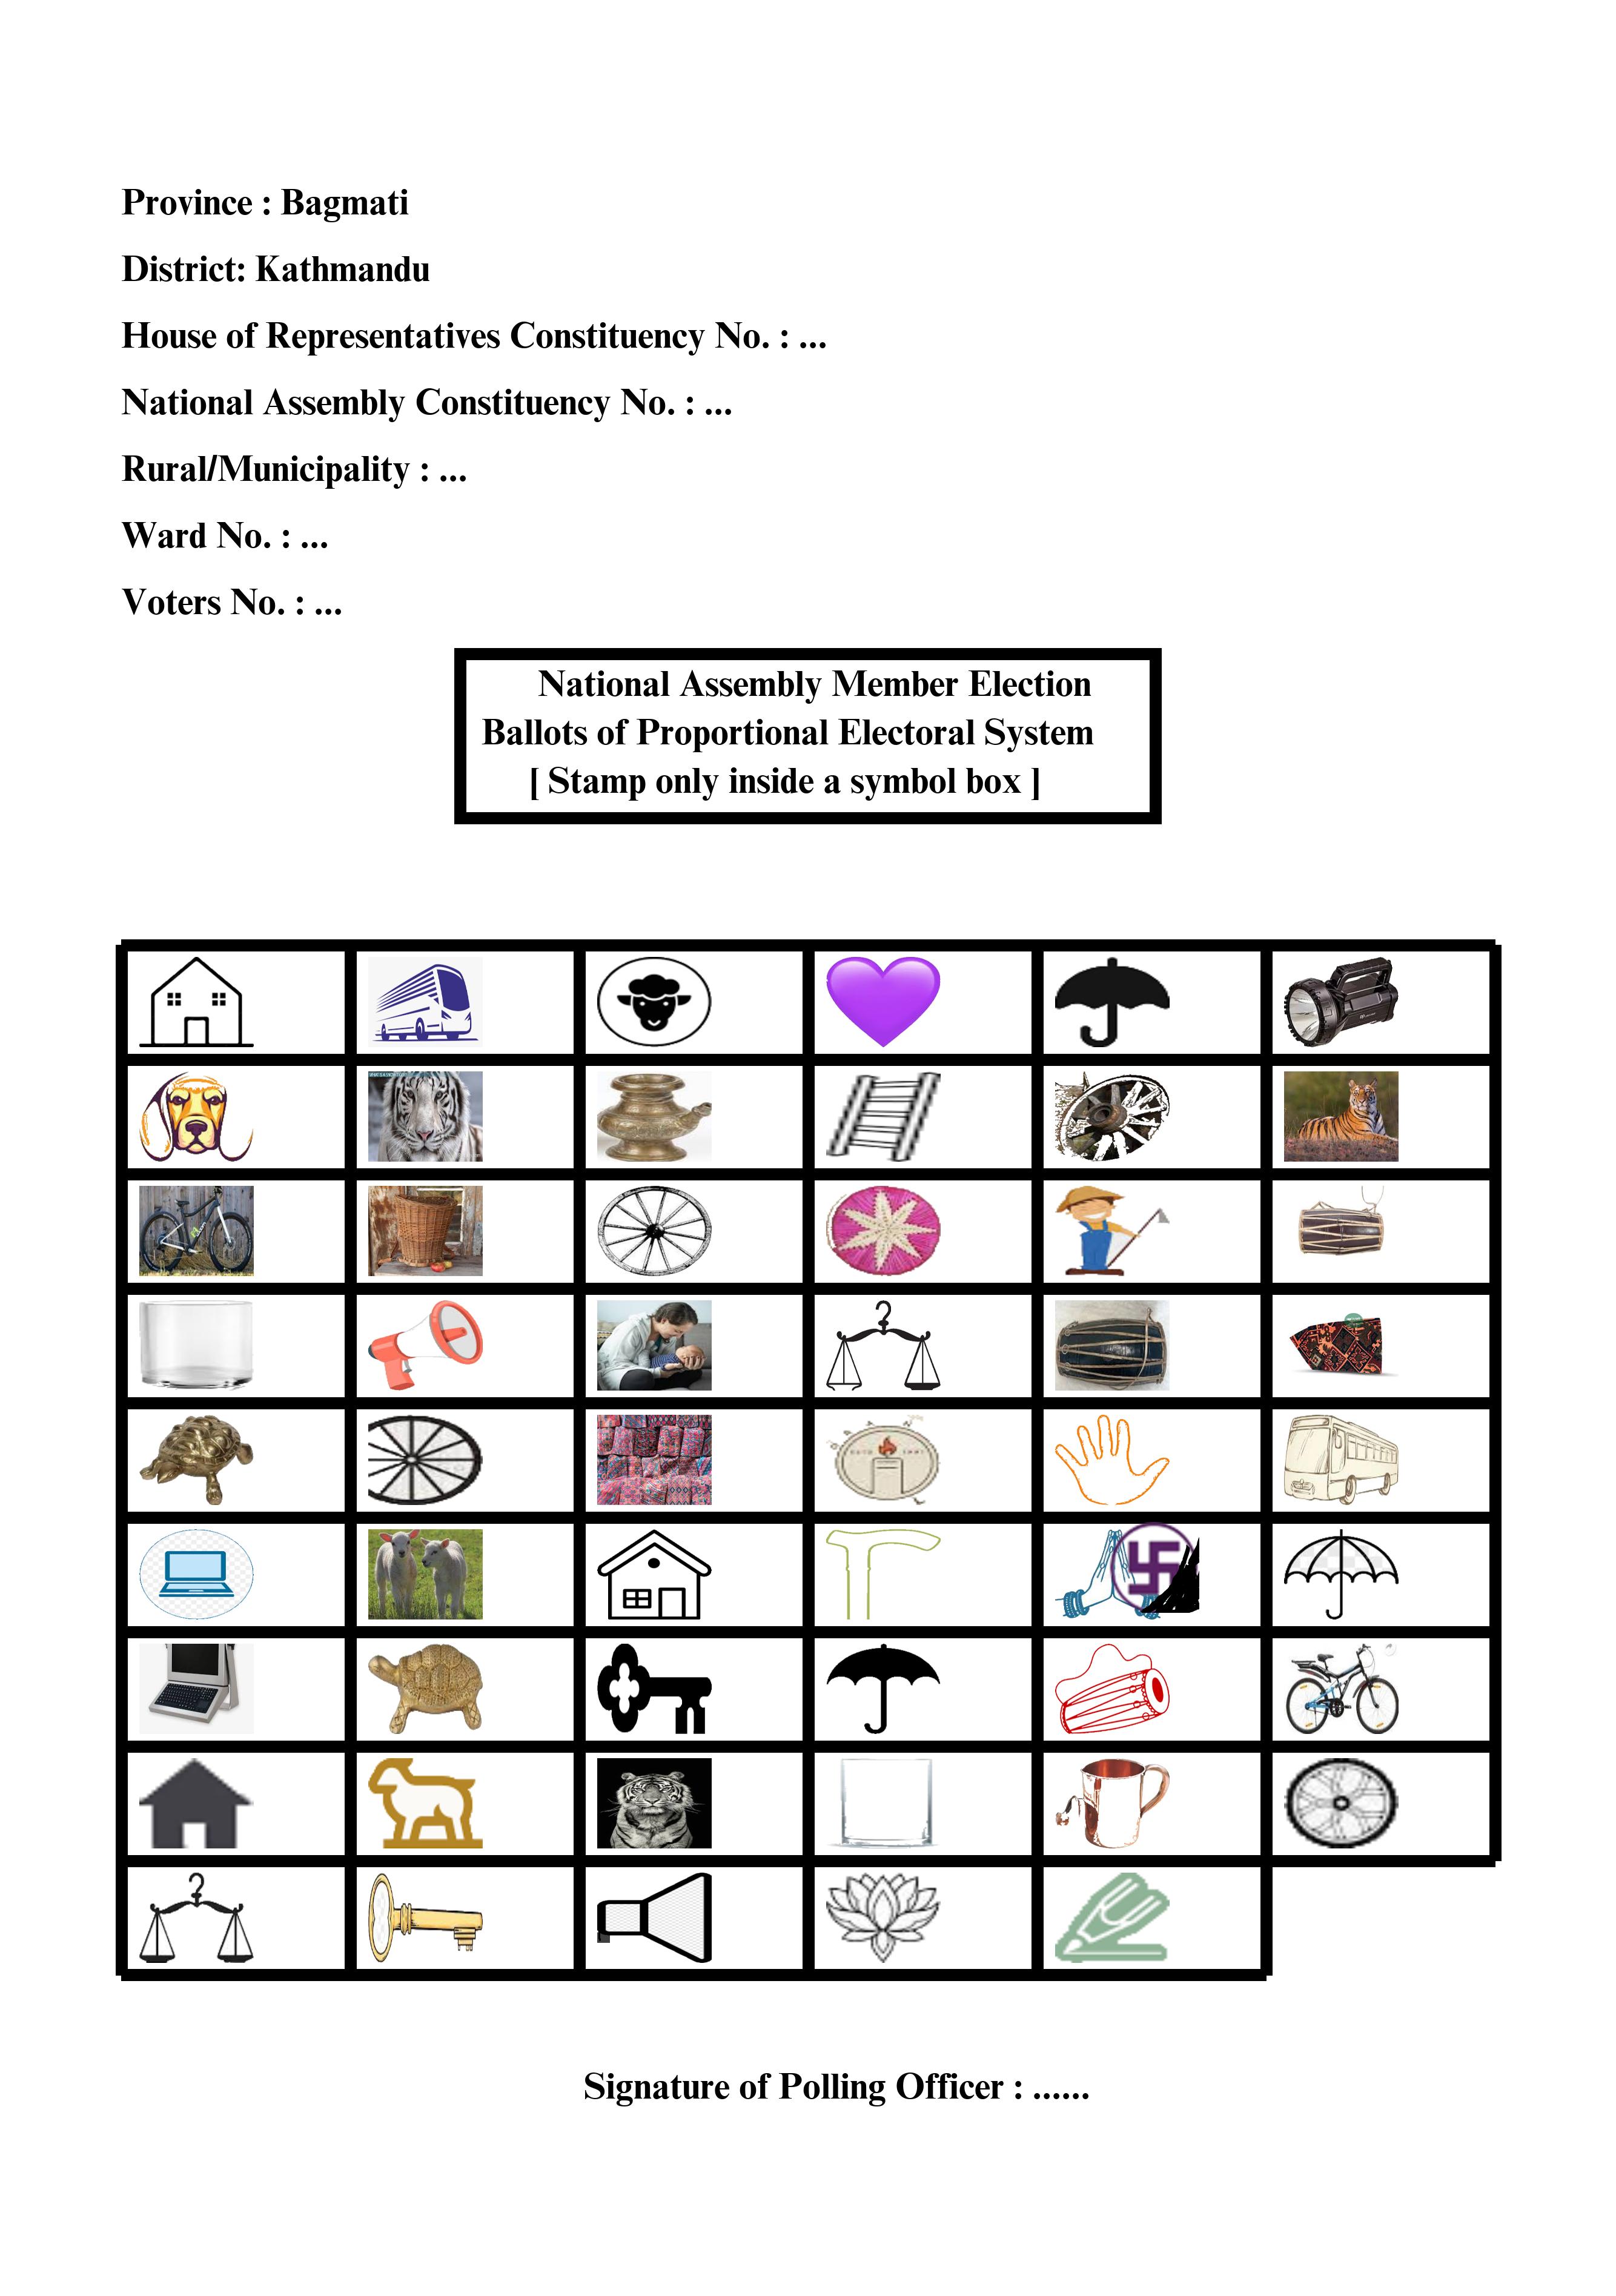 Province : Bagmati
District: Kathmandu
House of Representatives Constituency No. : ...
National Assembly Constituency No. : ...
Rural/Municipality : ...
Ward No. : ...
Voters No. : ...
National Assembly Member Election
Ballots of Proportional Electoral System
[ Stamp only inside a symbol box ]
Signature of Polling Officer : ......